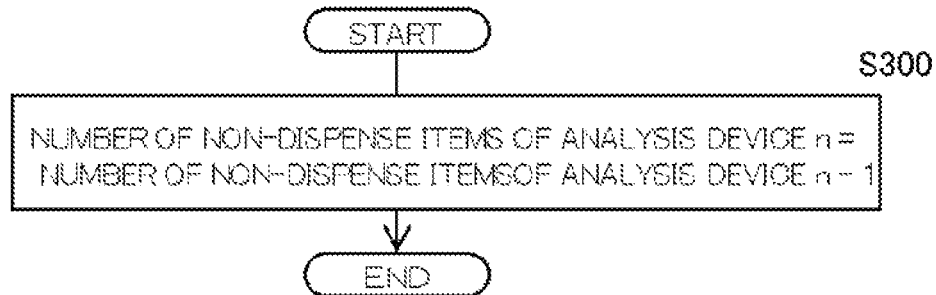 START
S300
NUMBER OF NON-DISPENSE ITEMS OF ANALYSIS DEVICE n =
NUMBER OF NON-DISPENSE ITEMSOF ANALYSIS DEVICE n - 1
END